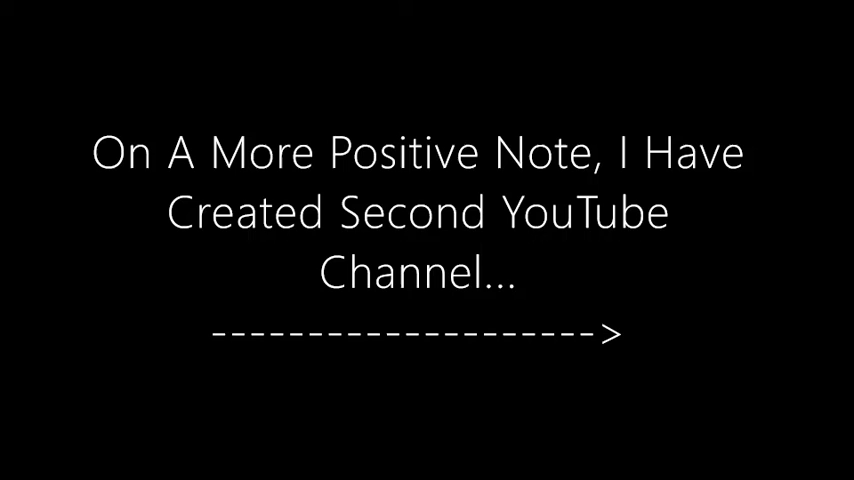 On A More Positive Note, I Have
Created Second YouTube
Channel...
-------------------->